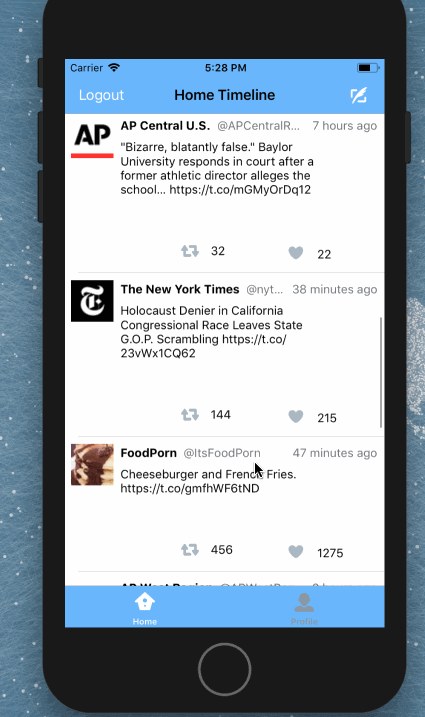 Carrier 5:28 PM
Logout Home Timeline
AP
AP Central U.S. @APCentralR... 7 hours ago
"Bizarre, blatantly false." Baylor
University responds in court after a
former athletic director alleges the
school... https://t.co/mGMyOrDq12
32 22
The New York Times @nyt... 38 minutes ago
Holocaust Denier in California
Congressional Race Leaves State
G.O.P. Scrambling https://t.co/
23vWx1CQ62
144 215
FoodPorn @ItsFoodPorn 47 minutes ago
Cheeseburger and French Fries.
https://t.co/gmfhWF6tND
456 1275
Home Profile